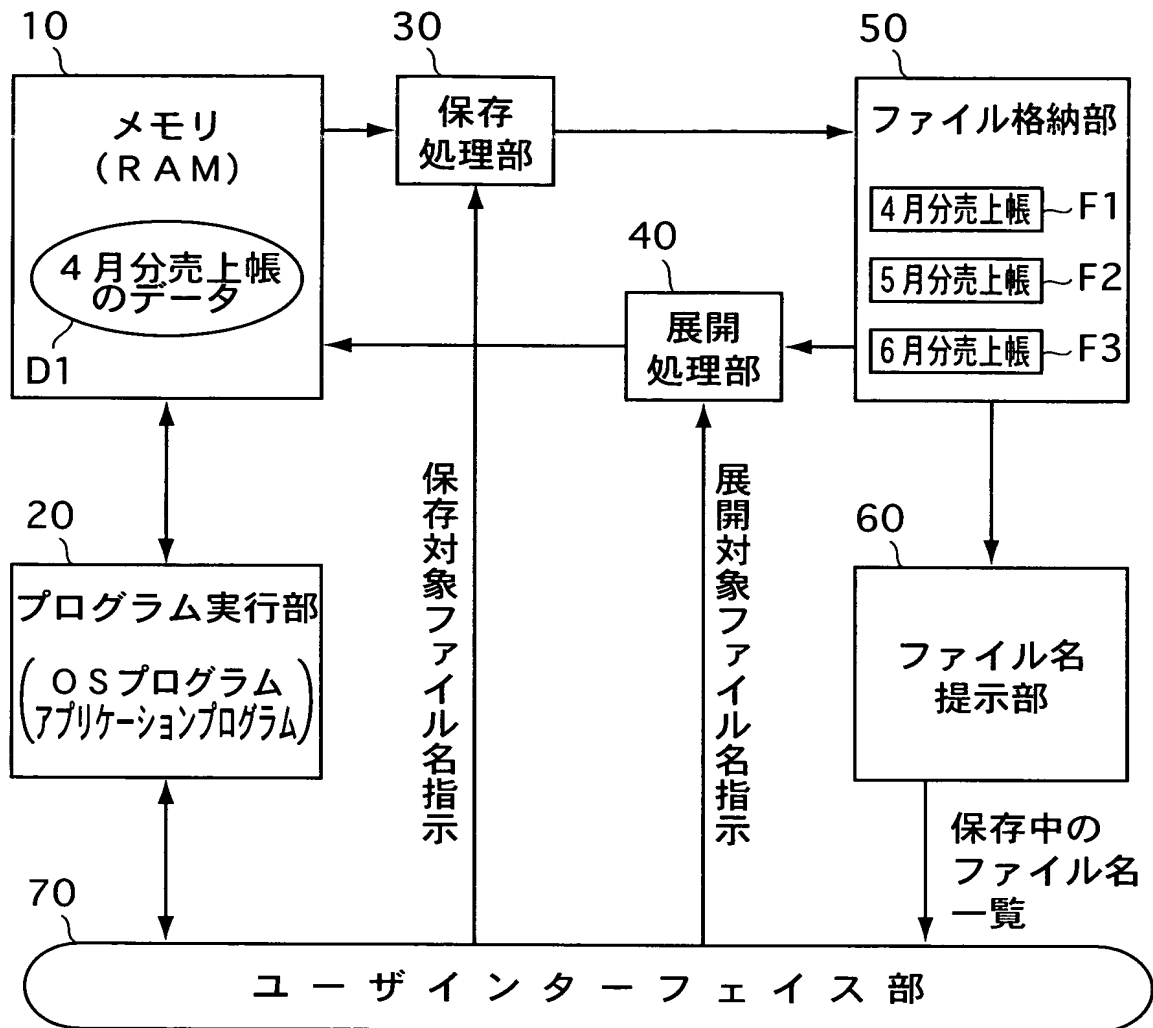 10
メモリ
(RAM)
4月分売上帳
のデータ
D1
30
保存
処理部
50
ファイル格納部
4月分売上帳
F1
5月分売上帳
F2
6月分売上帳
F3
40
展開
処理部
20
プログラム実行部
(OSプログラム
アプリケーションプログラム)
保存対象ファイル名指示
展開対象ファイル名指示
60
ファイル名
提示部
保存中の
ファイル名
一覧
70
ユーザインターフェイス部